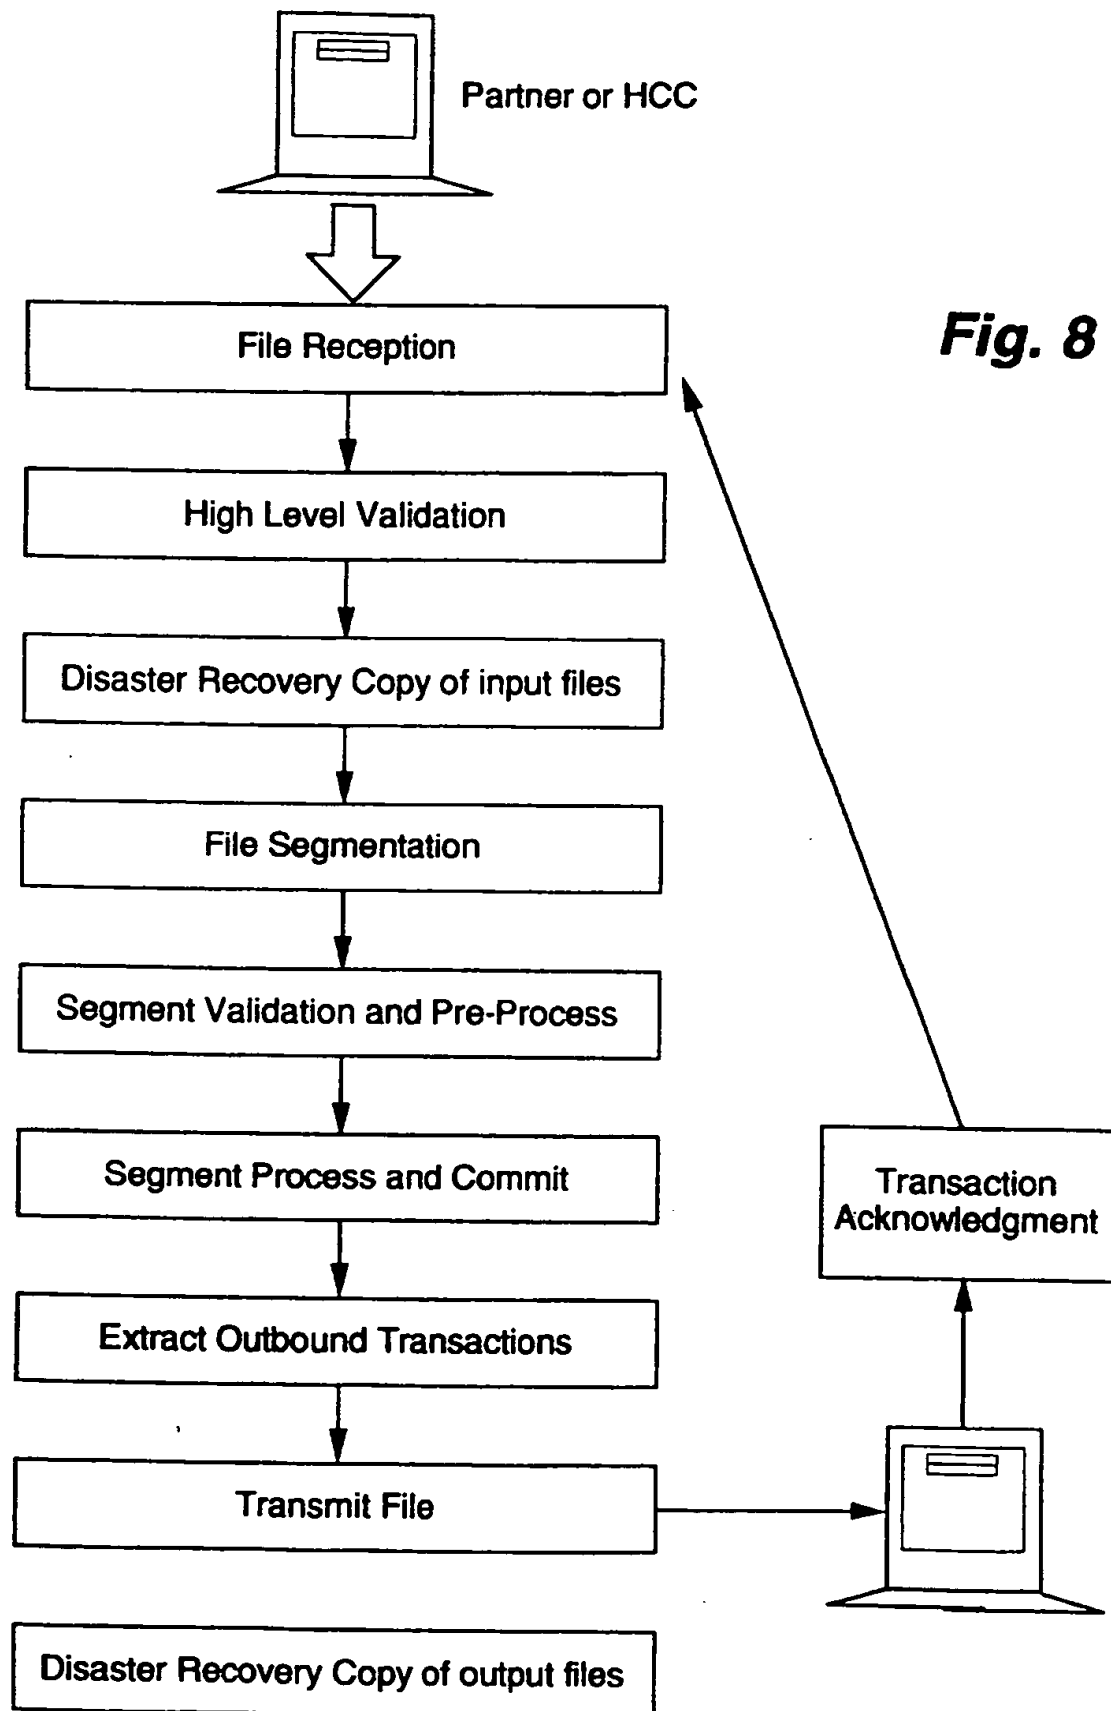 Partner or HCC
File Reception
Fig. 8
High Level Validation
Disaster Recovery Copy of input files
File Segmentation
Segment Validation and Pre-Process
Segment Process and Commit
Transaction
Acknowledgment
Extract Outbound Transactions
Transmit File
Disaster Recovery Copy of output files